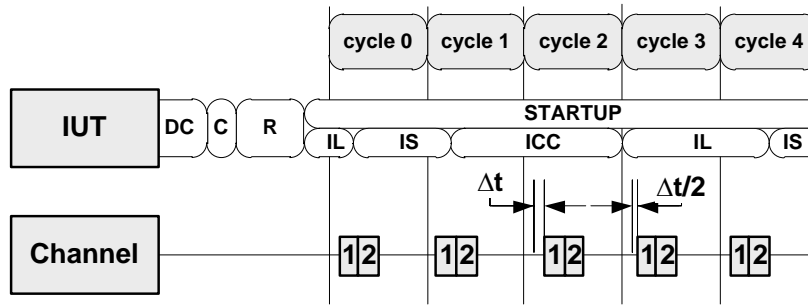 cycle 0 cycle 1 cycle 2 cycle 3 cycle 4
IUT DC C R STARTUP
IL IS ICC IL IS
Δt Δt/2
Channel 1 2 1 2 1 2 1 2 1 2